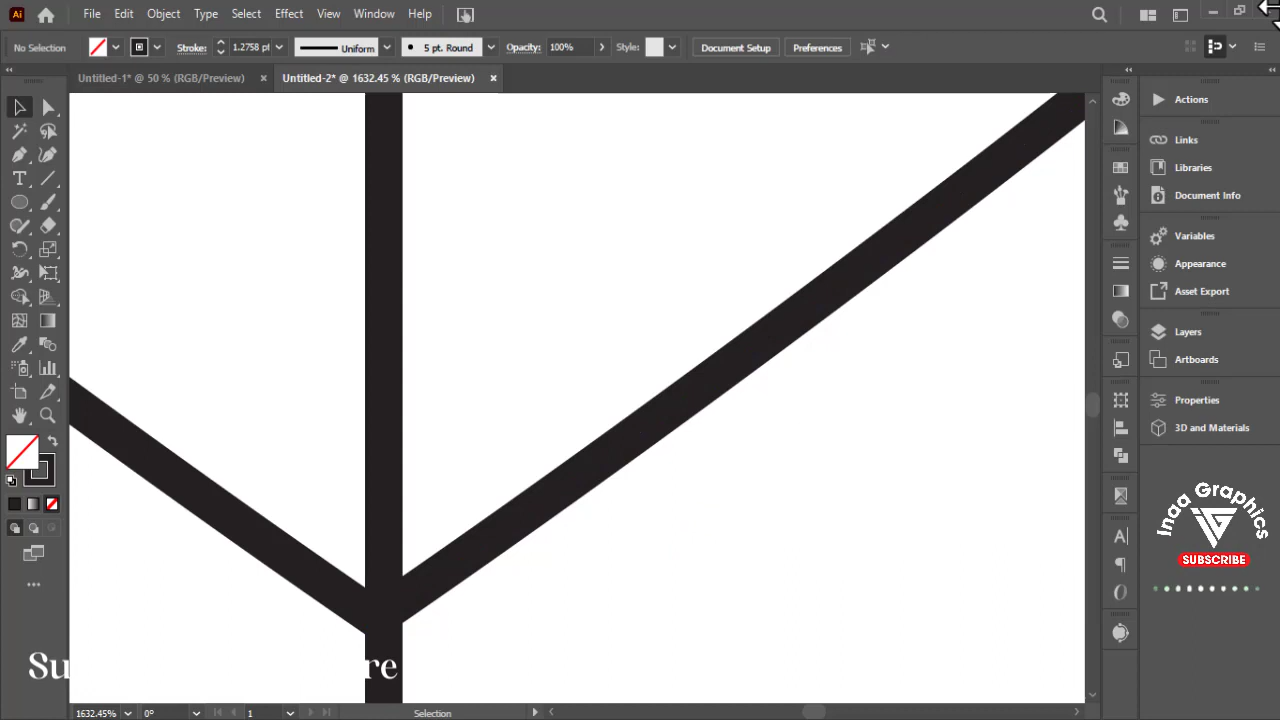 Ai File Edit Object Type Select Effect View Window Help
No Selection Stroke: 1.2758 pt Uniform 5 pt. Round Opacity: 100% Style: Document Setup Preferences
Untitled-1* @ 50 % (RGB/Preview) Untitled-2* @ 1632.45 % (RGB/Preview)
Actions
Links
Libraries
Document Info
Variables
Appearance
Asset Export
Layers
Artboards
Properties
3D and Materials
Inaa Graphics
SUBSCRIBE
1632.45% 0° 1 Selection